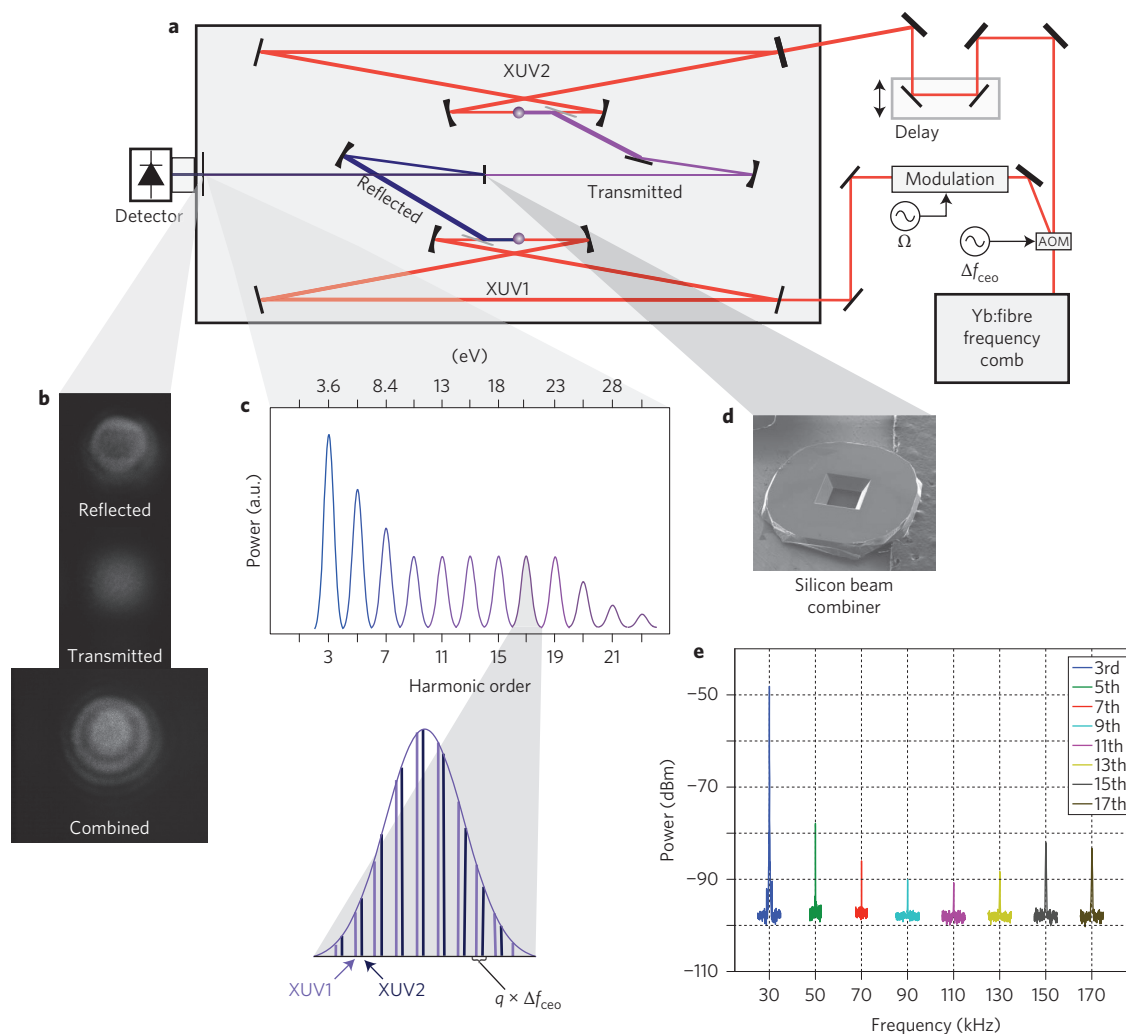 a
XUV2
Delay
Transmitted
Reflected
Detector
Modulation
Ω
AOM
Δf_ceo
XUV1
Yb:fibre
frequency
comb
b
Reflected
Transmitted
Combined
c
(eV)
3.6 8.4 13 18 23 28
Power (a.u.)
3 7 11 15 19 21
Harmonic order
XUV1 XUV2
q × Δf_ceo
d
Silicon beam
combiner
e
3rd
5th
7th
9th
11th
13th
15th
17th
Power (dBm)
−50
−70
−90
−110
30 50 70 90 110 130 150 170
Frequency (kHz)